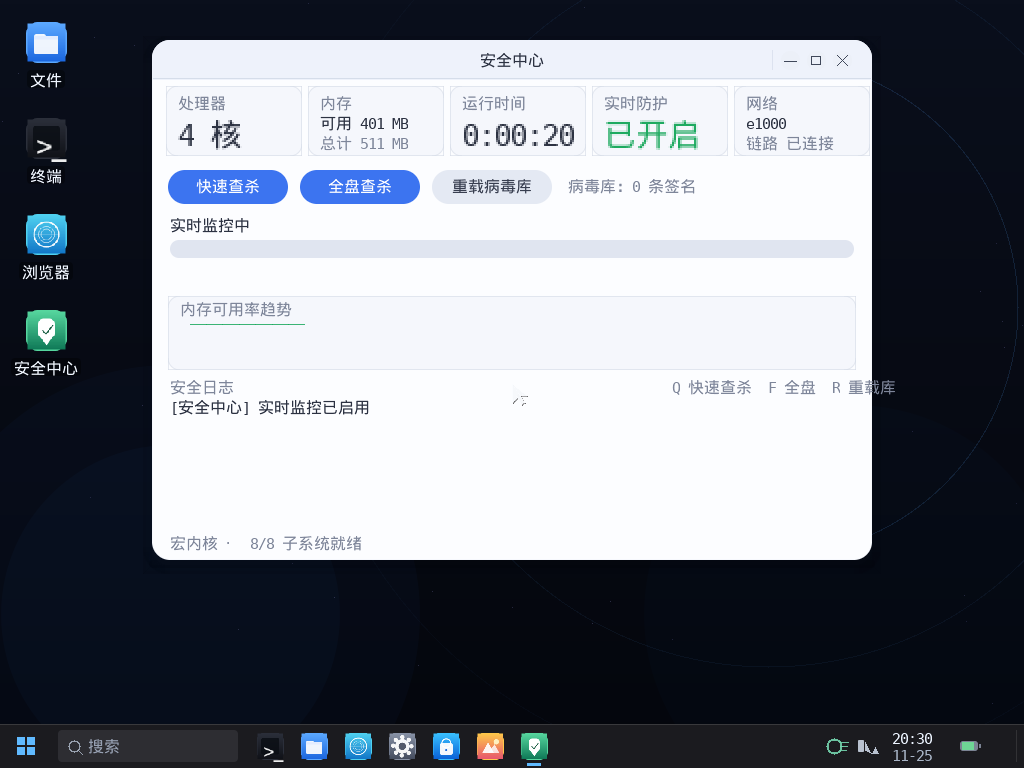 文件
终端
浏览器
安全中心
安全中心
处理器
4 核
内存
可用 401 MB
总计 511 MB
运行时间
0:00:20
实时防护
已开启
网络
e1000
链路 已连接
快速查杀
全盘查杀
重载病毒库
病毒库: 0 条签名
实时监控中
内存可用率趋势
安全日志
Q 快速查杀 F 全盘 R 重载库
[安全中心] 实时监控已启用
宏内核 · 8/8 子系统就绪
搜索
20:30
11-25